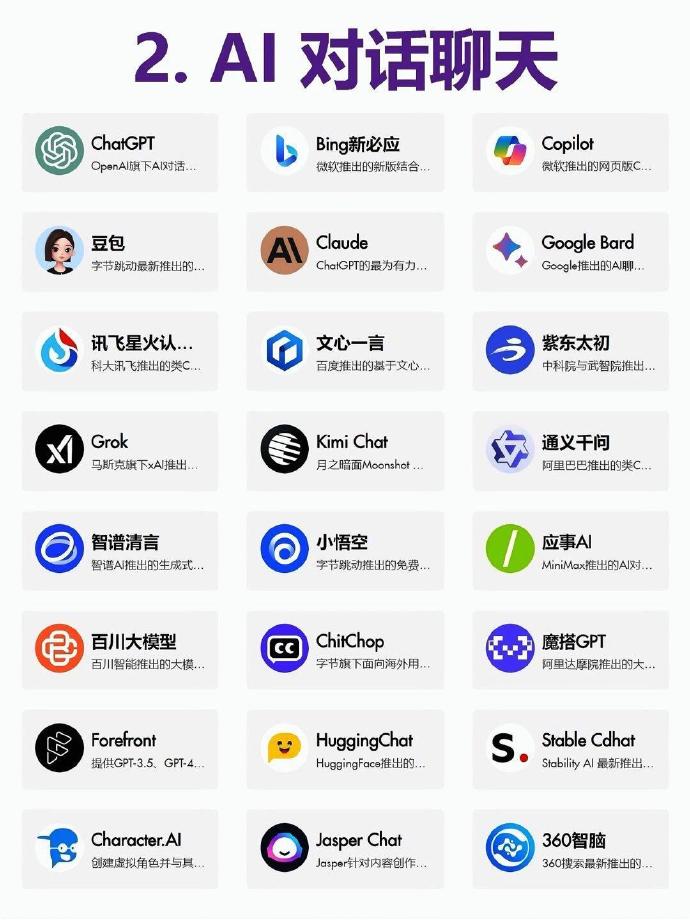 2. AI 对话聊天
ChatGPT
OpenAI旗下AI对话...
Bing新必应
微软推出的新版结合...
Copilot
微软推出的网页版C...
豆包
字节跳动最新推出的...
Claude
ChatGPT的最为有力...
Google Bard
Google推出的AI聊...
讯飞星火认...
科大讯飞推出的类C...
文心一言
百度推出的基于文心...
紫东太初
中科院与武智院推出...
Grok
马斯克旗下xAI推出...
Kimi Chat
月之暗面Moonshot ...
通义千问
阿里巴巴推出的类C...
智谱清言
智谱AI推出的生成式...
小悟空
字节跳动推出的免费...
应事AI
MiniMax推出的AI对...
百川大模型
百川智能推出的大模...
CC
ChitChop
字节旗下面向海外用...
魔搭GPT
阿里达摩院推出的大...
Forefront
提供GPT-3.5、GPT-4...
HuggingChat
HuggingFace推出的...
S.
Stable Cdhat
Stability AI 最新推出...
Character.AI
创建虚拟角色并与其...
Jasper Chat
Jasper针对内容创作...
360智脑
360搜索最新推出的...